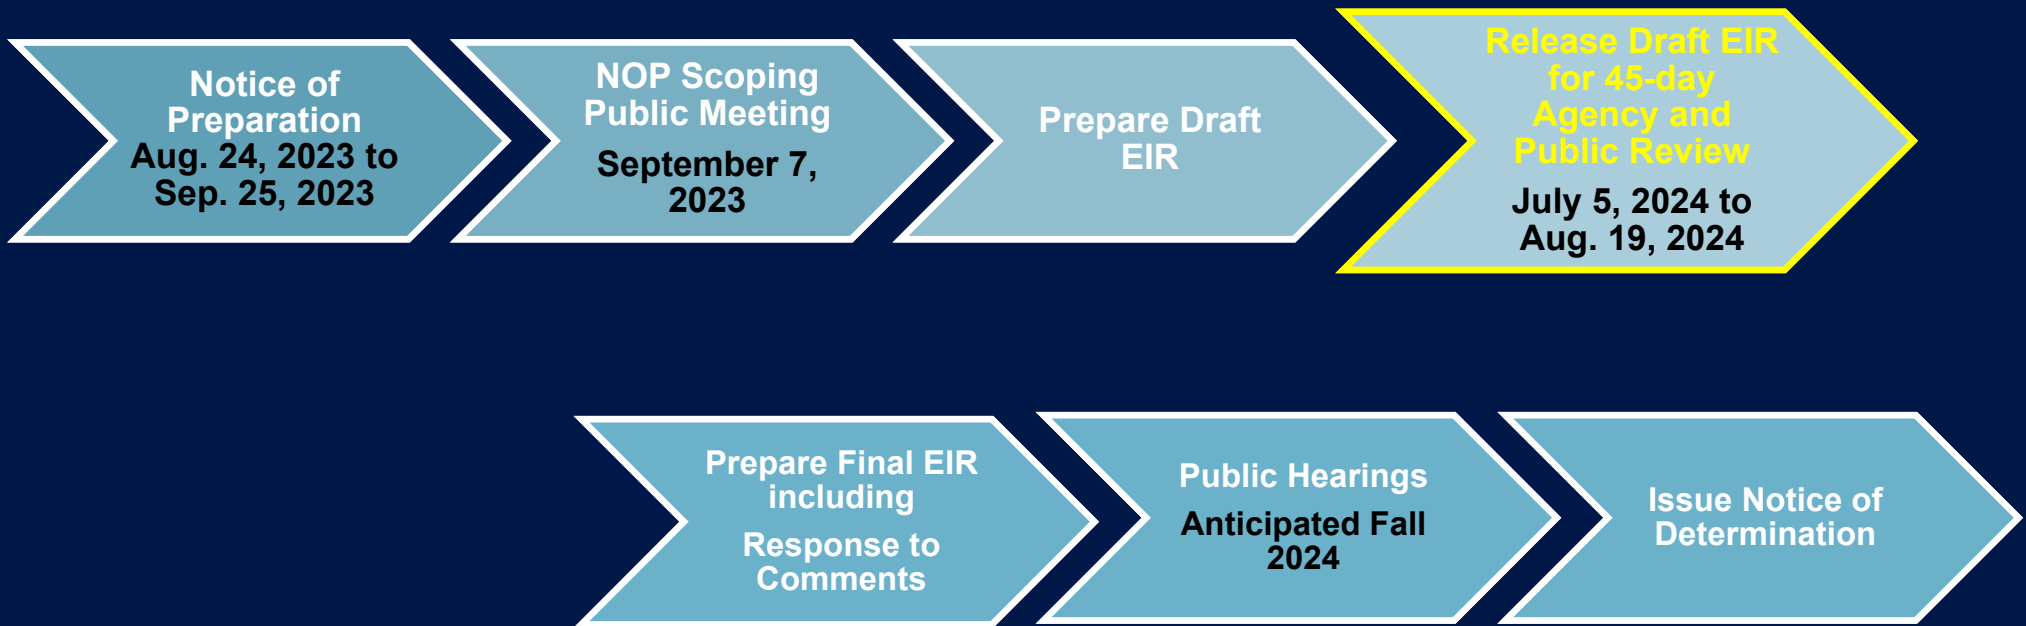 Notice of
Preparation
Aug. 24, 2023 to
Sep. 25, 2023
NOP Scoping
Public Meeting
September 7,
2023
Prepare Draft
EIR
Release Draft EIR
for 45-day
Agency and
Public Review
July 5, 2024 to
Aug. 19, 2024
Prepare Final EIR
including
Response to
Comments
Public Hearings
Anticipated Fall
2024
Issue Notice of
Determination